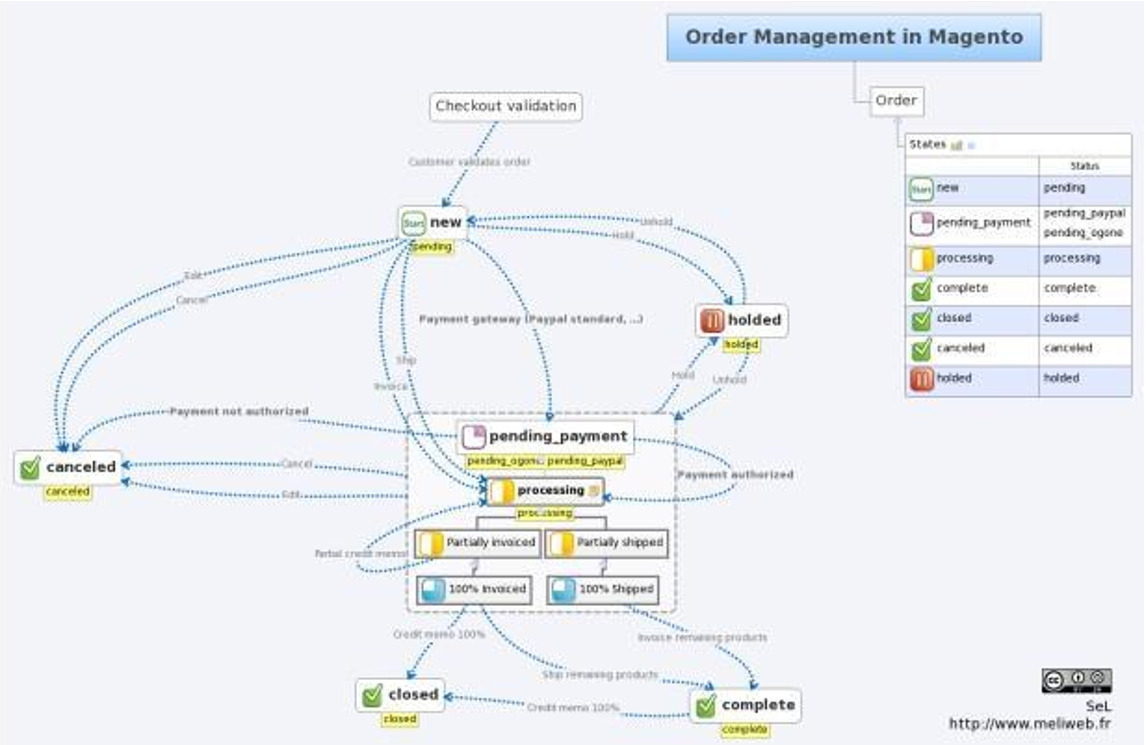 Order Management in Magento
Order
Checkout validation
Customer validates order
States
Status
new pending
pending_payment pending_paypal
pending_ogone
processing processing
complete complete
closed closed
canceled canceled
holded holded
Start new
pending
Unhold
Hold
Edit
Cancel
Payment gateway (Paypal standard, ...)
holded
holded
Ship
Invoice
Hold
Unhold
Payment not authorized
pending_payment
pending_ogone pending_paypal
canceled
canceled
Cancel
Edit
Payment authorized
processing
processing
Partially invoiced
Partially shipped
Partial credit memo
100% Invoiced
100% Shipped
Credit memo 100%
Invoice remaining products
Ship remaining products
closed
closed
Credit memo 100%
complete
complete
SeL
http://www.meliweb.fr